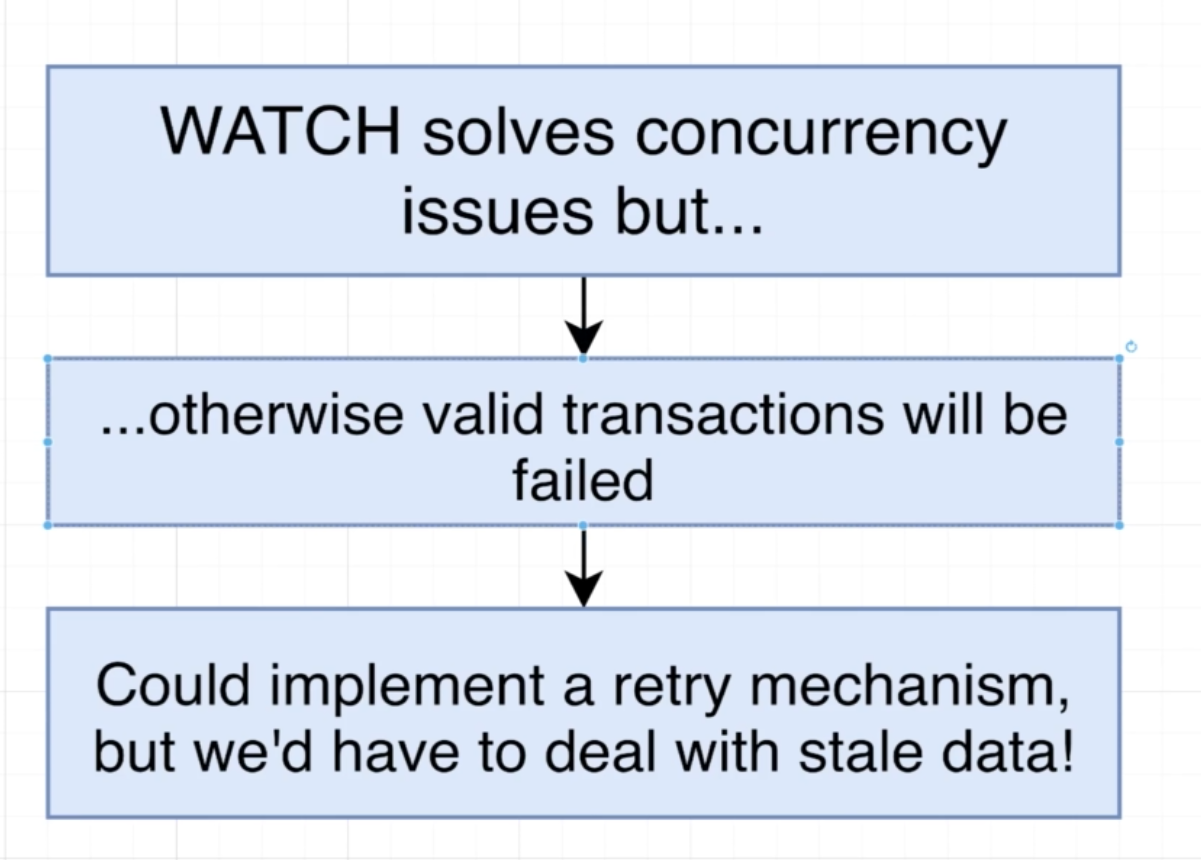 WATCH solves concurrency
issues but...
...otherwise valid transactions will be
failed
Could implement a retry mechanism,
but we'd have to deal with stale data!